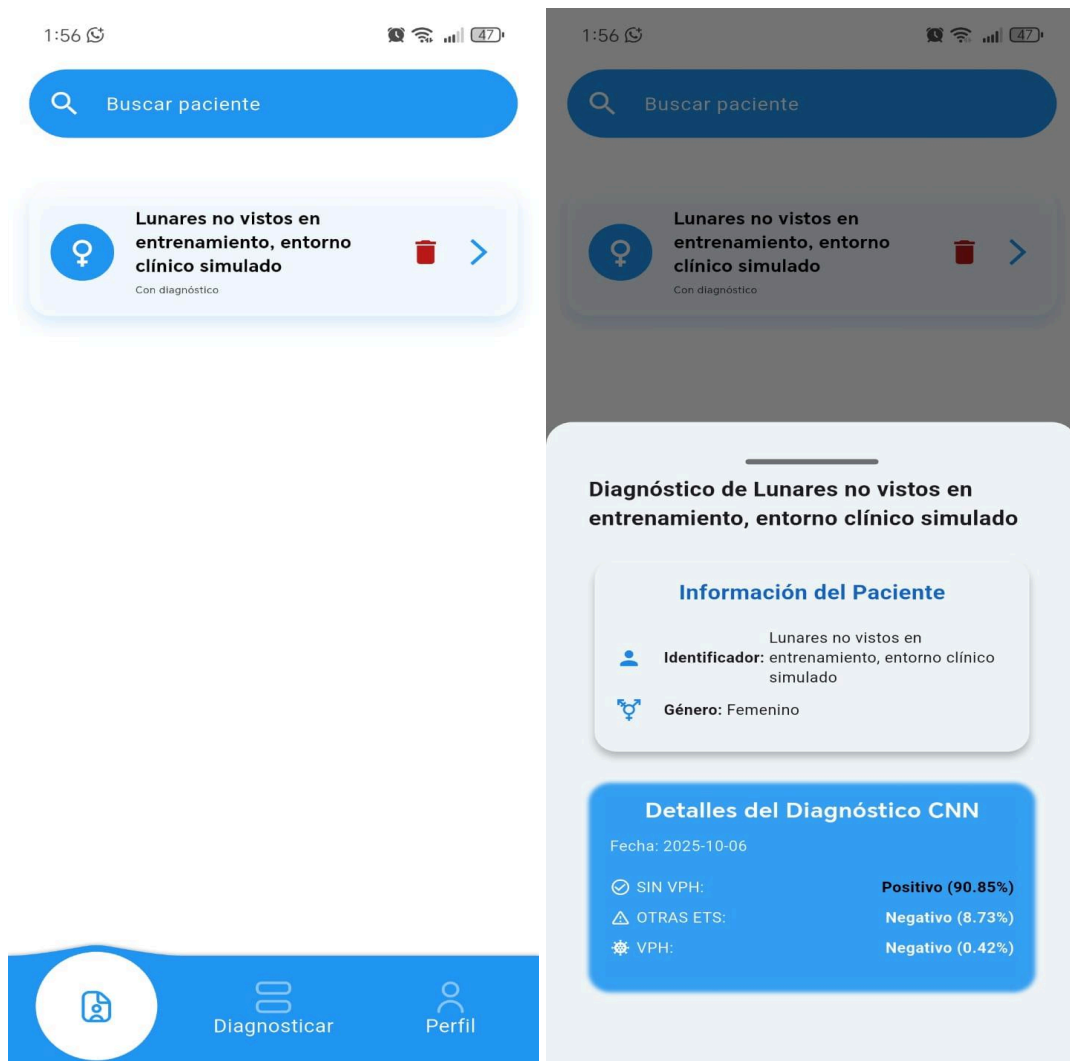 1:56
47
Buscar paciente
Lunares no vistos en
entrenamiento, entorno
clínico simulado
Con diagnóstico
Diagnosticar
Perfil
1:56
47
Buscar paciente
Lunares no vistos en
entrenamiento, entorno
clínico simulado
Con diagnóstico
Diagnóstico de Lunares no vistos en
entrenamiento, entorno clínico simulado
Información del Paciente
Identificador: Lunares no vistos en
entrenamiento, entorno clínico
simulado
Género: Femenino
Detalles del Diagnóstico CNN
Fecha: 2025-10-06
SIN VPH: Positivo (90.85%)
OTRAS ETS: Negativo (8.73%)
VPH: Negativo (0.42%)